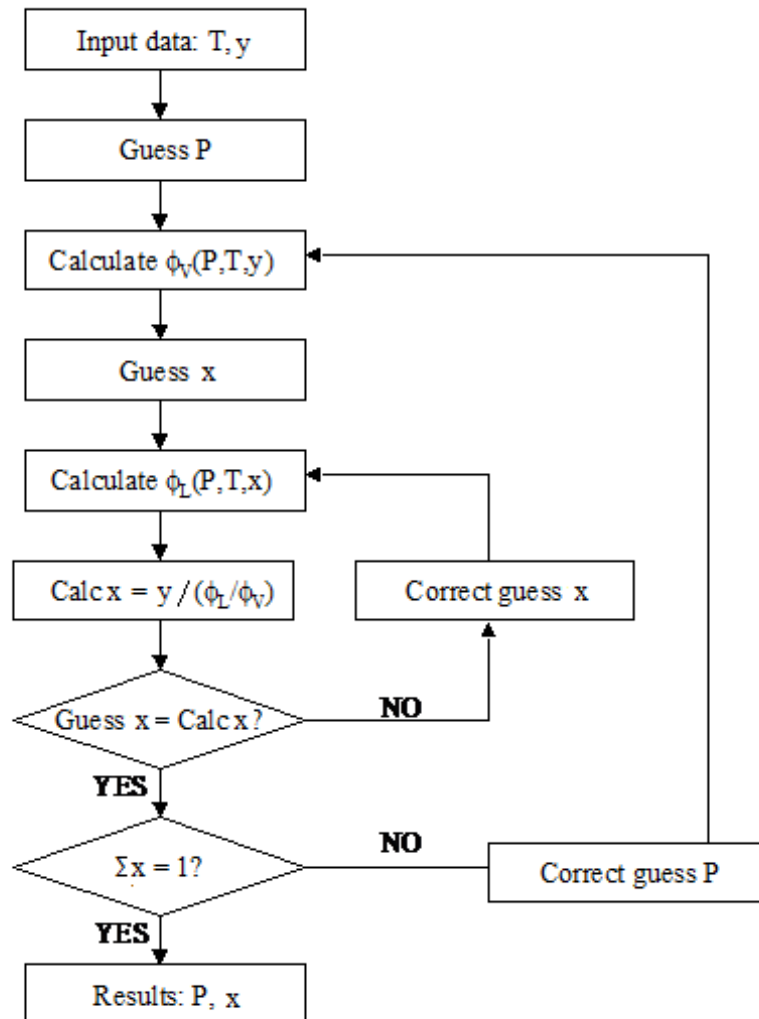 Input data: T, y
Guess P
Calculate ϕV(P,T,y)
Guess x
Calculate ϕL(P,T,x)
Calc x = y / (ϕL/ϕV)
Correct guess x
Guess x = Calc x?
NO
YES
Σx = 1?
NO
Correct guess P
YES
Results: P, x